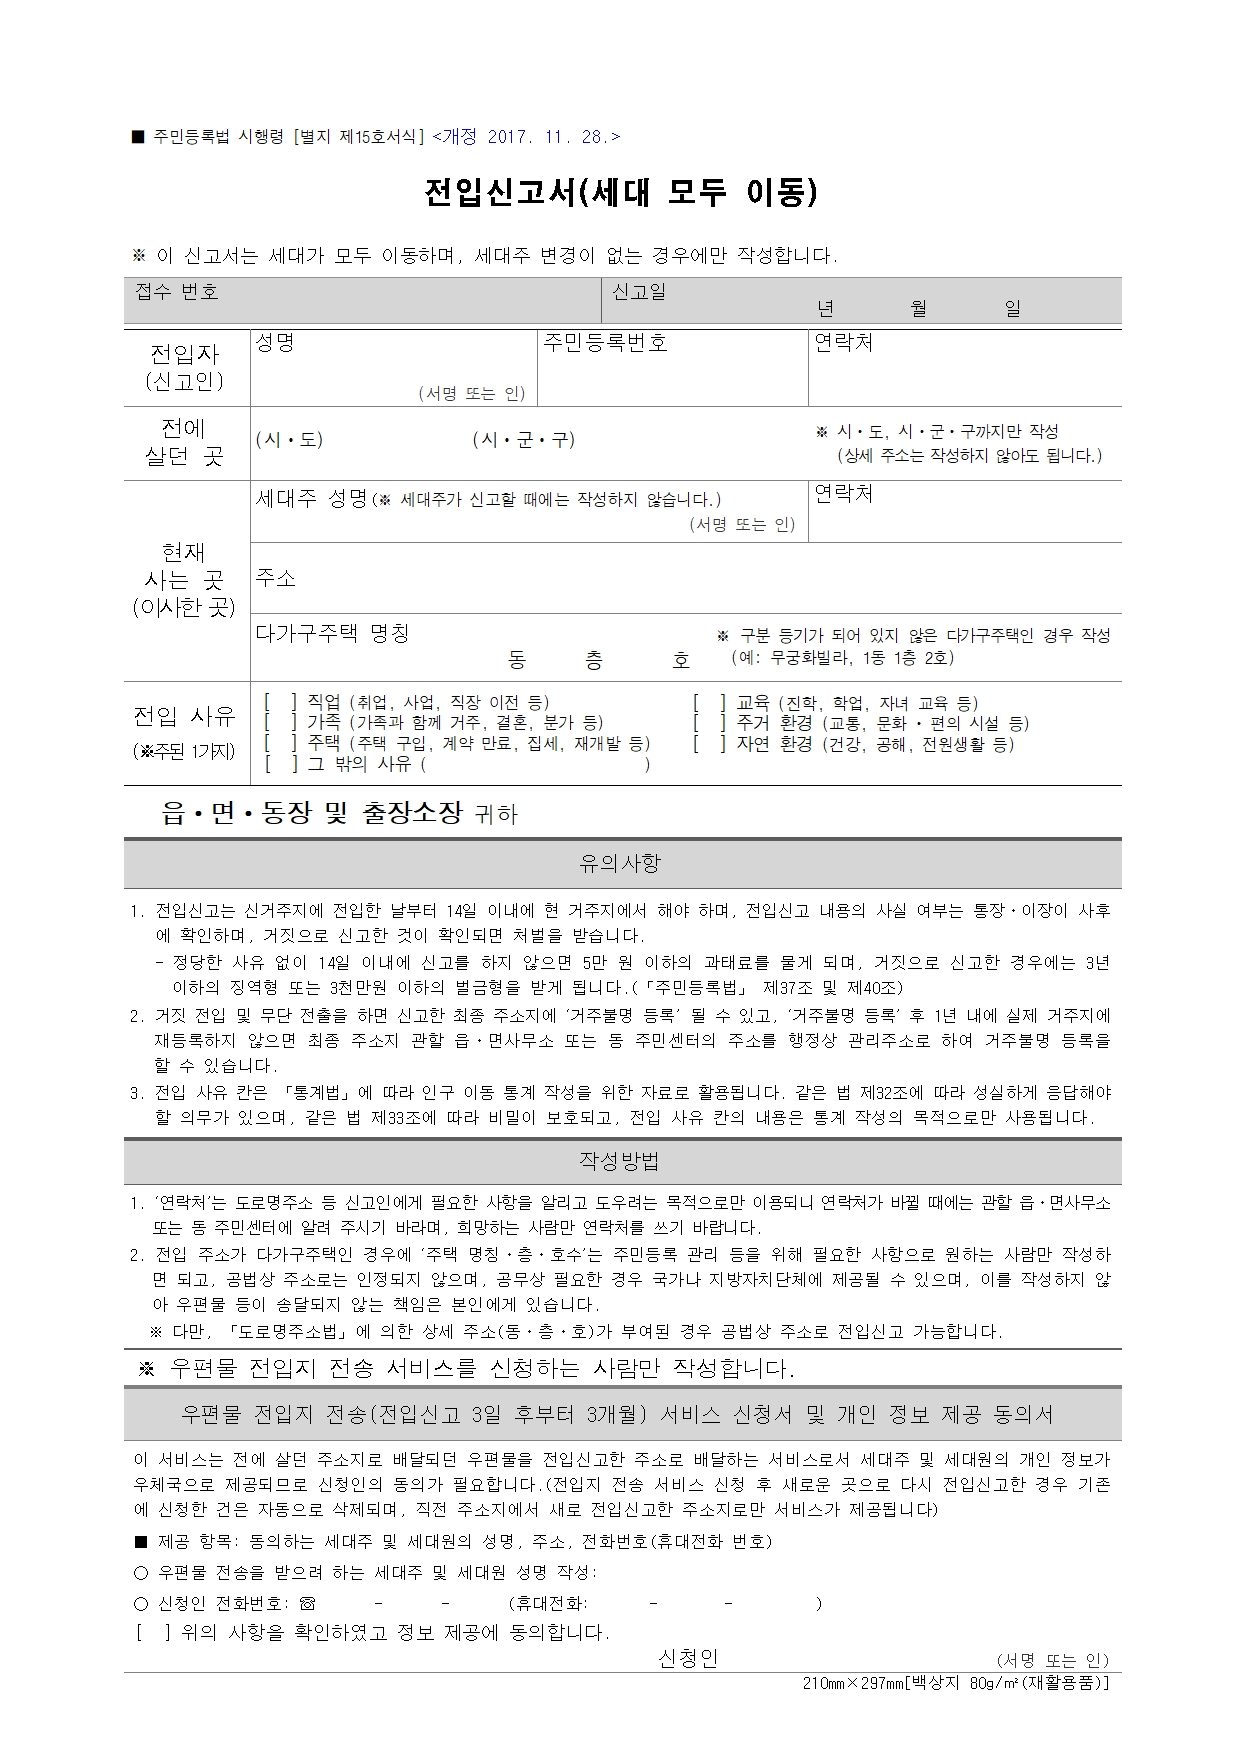 ■ 주민등록법 시행령 [별지 제15호서식] <개정 2017. 11. 28.>
전입신고서(세대 모두 이동)
※ 이 신고서는 세대가 모두 이동하며, 세대주 변경이 없는 경우에만 작성합니다.
접수 번호
신고일
년 월 일
전입자
(신고인)
성명
(서명 또는 인)
주민등록번호
연락처
전에
살던 곳
(시·도) (시·군·구)
※ 시·도, 시·군·구까지만 작성
(상세 주소는 작성하지 않아도 됩니다.)
현재
사는 곳
(이사한 곳)
세대주 성명(※ 세대주가 신고할 때에는 작성하지 않습니다.)
(서명 또는 인)
연락처
주소
다가구주택 명칭
동 층 호
※ 구분 등기가 되어 있지 않은 다가구주택인 경우 작성
(예: 무궁화빌라, 1동 1층 2호)
전입 사유
(※주된 1가지)
[ ] 직업 (취업, 사업, 직장 이전 등) [ ] 교육 (진학, 학업, 자녀 교육 등)
[ ] 가족 (가족과 함께 거주, 결혼, 분가 등) [ ] 주거 환경 (교통, 문화·편의 시설 등)
[ ] 주택 (주택 구입, 계약 만료, 집세, 재개발 등) [ ] 자연 환경 (건강, 공해, 전원생활 등)
[ ] 그 밖의 사유 ( )
읍·면·동장 및 출장소장 귀하
유의사항
1. 전입신고는 신거주지에 전입한 날부터 14일 이내에 현 거주지에서 해야 하며, 전입신고 내용의 사실 여부는 통장·이장이 사후
에 확인하며, 거짓으로 신고한 것이 확인되면 처벌을 받습니다.
- 정당한 사유 없이 14일 이내에 신고를 하지 않으면 5만 원 이하의 과태료를 물게 되며, 거짓으로 신고한 경우에는 3년
이하의 징역형 또는 3천만원 이하의 벌금형을 받게 됩니다.(「주민등록법」 제37조 및 제40조)
2. 거짓 전입 및 무단 전출을 하면 신고한 최종 주소지에 ‘거주불명 등록’ 될 수 있고, ‘거주불명 등록’ 후 1년 내에 실제 거주지에
재등록하지 않으면 최종 주소지 관할 읍·면사무소 또는 동 주민센터의 주소를 행정상 관리주소로 하여 거주불명 등록을
할 수 있습니다.
3. 전입 사유 칸은 「통계법」에 따라 인구 이동 통계 작성을 위한 자료로 활용됩니다. 같은 법 제32조에 따라 성실하게 응답해야
할 의무가 있으며, 같은 법 제33조에 따라 비밀이 보호되고, 전입 사유 칸의 내용은 통계 작성의 목적으로만 사용됩니다.
작성방법
1. ‘연락처’는 도로명주소 등 신고인에게 필요한 사항을 알리고 도우려는 목적으로만 이용되니 연락처가 바뀔 때에는 관할 읍·면사무소
또는 동 주민센터에 알려 주시기 바라며, 희망하는 사람만 연락처를 쓰기 바랍니다.
2. 전입 주소가 다가구주택인 경우에 ‘주택 명칭·층·호수’는 주민등록 관리 등을 위해 필요한 사항으로 원하는 사람만 작성하
면 되고, 공법상 주소로는 인정되지 않으며, 공무상 필요한 경우 국가나 지방자치단체에 제공될 수 있으며, 이를 작성하지 않
아 우편물 등이 송달되지 않는 책임은 본인에게 있습니다.
※ 다만, 「도로명주소법」에 의한 상세 주소(동·층·호)가 부여된 경우 공법상 주소로 전입신고 가능합니다.
※ 우편물 전입지 전송 서비스를 신청하는 사람만 작성합니다.
우편물 전입지 전송(전입신고 3일 후부터 3개월) 서비스 신청서 및 개인 정보 제공 동의서
이 서비스는 전에 살던 주소지로 배달되던 우편물을 전입신고한 주소로 배달하는 서비스로서 세대주 및 세대원의 개인 정보가
우체국으로 제공되므로 신청인의 동의가 필요합니다.(전입지 전송 서비스 신청 후 새로운 곳으로 다시 전입신고한 경우 기존
에 신청한 건은 자동으로 삭제되며, 직전 주소지에서 새로 전입신고한 주소지로만 서비스가 제공됩니다)
■ 제공 항목: 동의하는 세대주 및 세대원의 성명, 주소, 전화번호(휴대전화 번호)
○ 우편물 전송을 받으려 하는 세대주 및 세대원 성명 작성:
○ 신청인 전화번호: ☏ - - (휴대전화: - - )
[ ] 위의 사항을 확인하였고 정보 제공에 동의합니다.
신청인 (서명 또는 인)
210㎜×297㎜[백상지 80g/㎡(재활용품)]